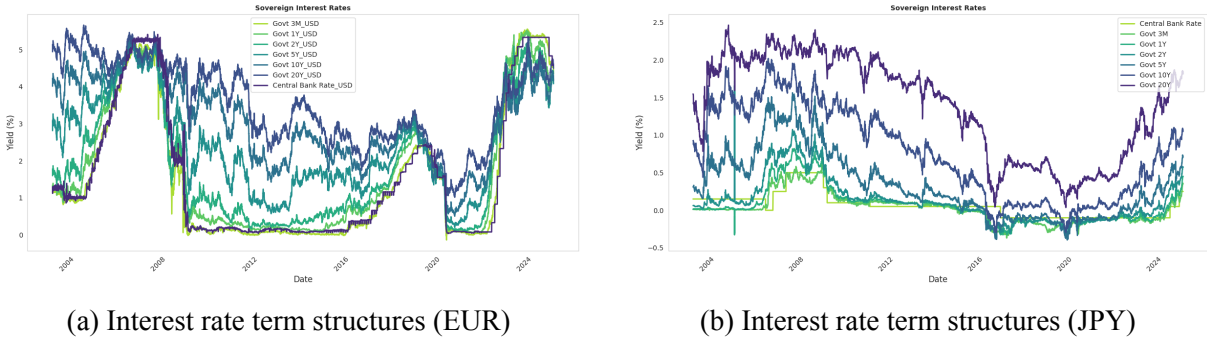 Sovereign Interest Rates
Govt 3M_USD
Govt 1Y_USD
Govt 2Y_USD
Govt 5Y_USD
Govt 10Y_USD
Govt 20Y_USD
Central Bank Rate_USD
Yield (%)
5
4
3
2
1
0
2004
2008
2012
2016
2020
2024
Date
(a) Interest rate term structures (EUR)
Sovereign Interest Rates
Central Bank Rate
Govt 3M
Govt 1Y
Govt 2Y
Govt 5Y
Govt 10Y
Govt 20Y
Yield (%)
2.5
2.0
1.5
1.0
0.5
0.0
−0.5
2004
2008
2012
2016
2020
2024
Date
(b) Interest rate term structures (JPY)